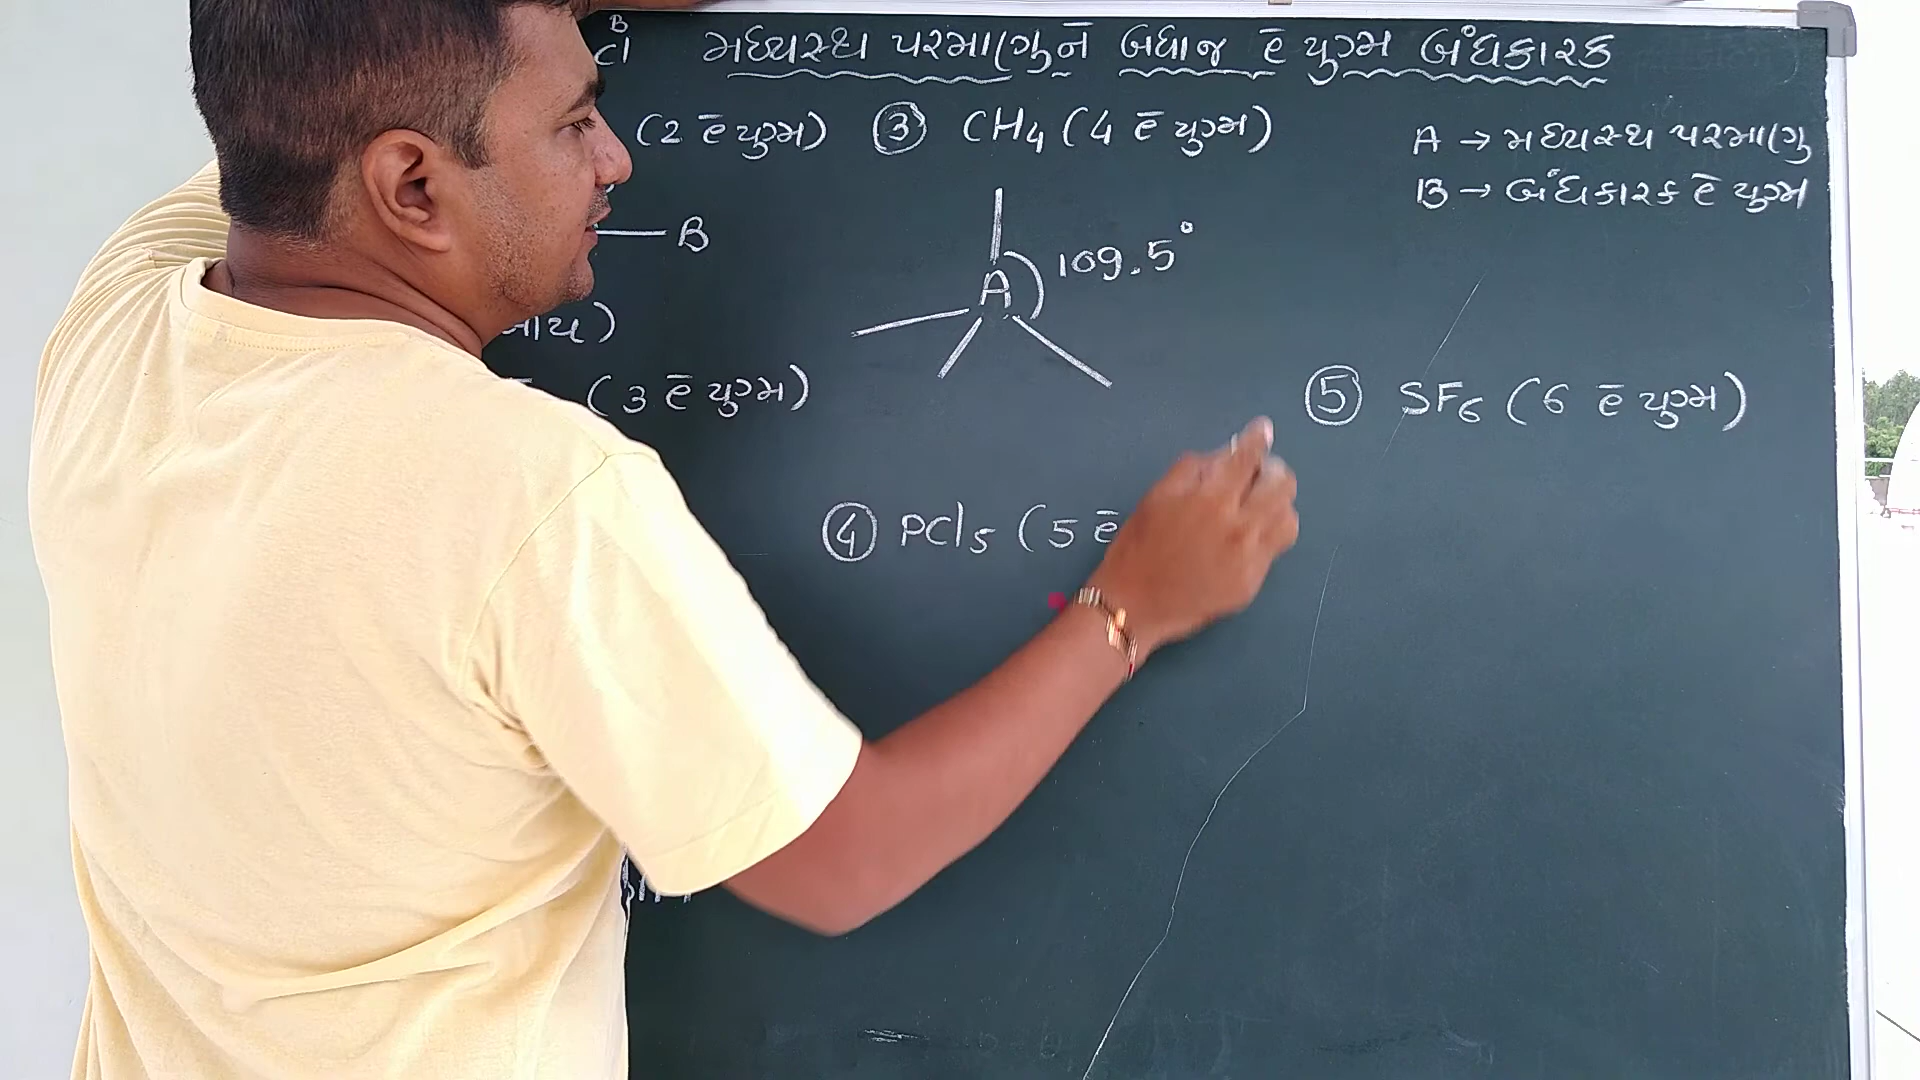 B
Cl
મધ્યસ્થ પરમાણુને બધાજ e̅ યુગ્મ બંધકારક
(2 e̅ યુગ્મ)
③ CH₄ (4 e̅ યુગ્મ)
A → મધ્યસ્થ પરમાણુ
B → બંધકારક e̅ યુગ્મ
— B
A
109.5°
(3 e̅ યુગ્મ)
⑤ SF₆ (6 e̅ યુગ્મ)
④ PCl₅ (5 e̅